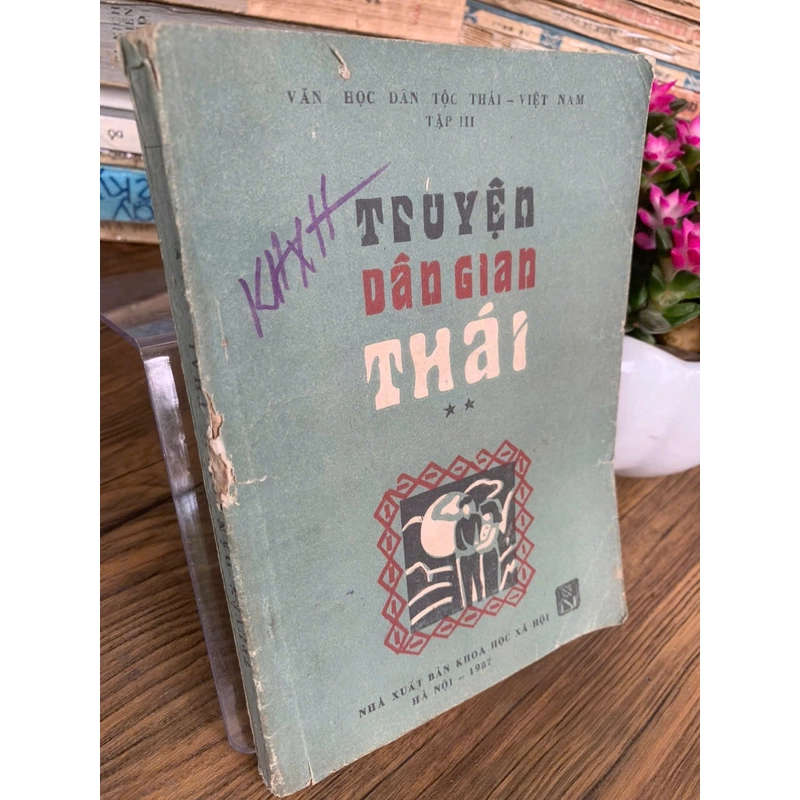 VĂN HỌC DÂN TỘC THÁI – VIỆT NAM
TẬP III
KHXH
TRUYỆN
DÂN GIAN
THÁI
★★
NHÀ XUẤT BẢN KHOA HỌC XÃ HỘI
HÀ NỘI – 1987